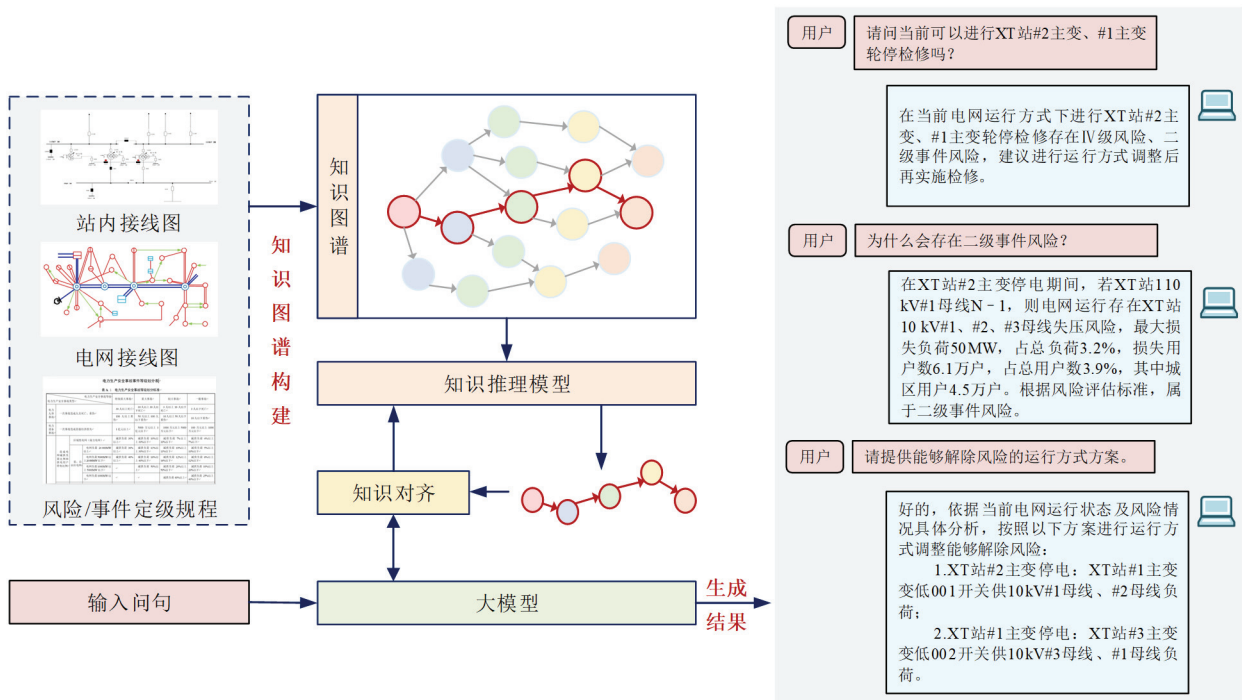 站内接线图
电网接线图
风险/事件定级规程
知识图谱构建
知识图谱
知识推理模型
知识对齐
输入问句
大模型
生成
结果
用户
请问当前可以进行XT站#2主变、#1主变
轮停检修吗？
在当前电网运行方式下进行XT站#2主
变、#1主变轮停检修存在Ⅳ级风险、二
级事件风险，建议进行运行方式调整后
再实施检修。
用户
为什么会存在二级事件风险？
在XT站#2主变停电期间，若XT站110
kV#1母线N－1，则电网运行存在XT站
10 kV#1、#2、#3母线失压风险，最大损
失负荷50MW，占总负荷3.2%，损失用
户数6.1万户，占总用户数3.9%，其中城
区用户4.5万户。根据风险评估标准，属
于二级事件风险。
用户
请提供能够解除风险的运行方式方案。
好的，依据当前电网运行状态及风险情
况具体分析，按照以下方案进行运行方
式调整能够解除风险：
1.XT站#2主变停电：XT站#1主变
变低001开关供10kV#1母线、#2母线负
荷；
2.XT站#1主变停电：XT站#3主变
变低002开关供10kV#3母线、#1母线负
荷。